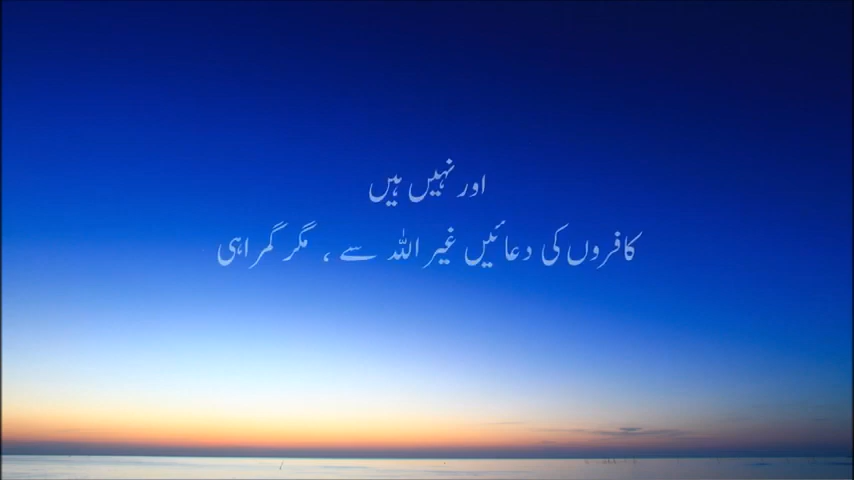 اور نہیں ہیں
کافروں کی دعائیں غیر اللہ سے ، مگر گمراہی